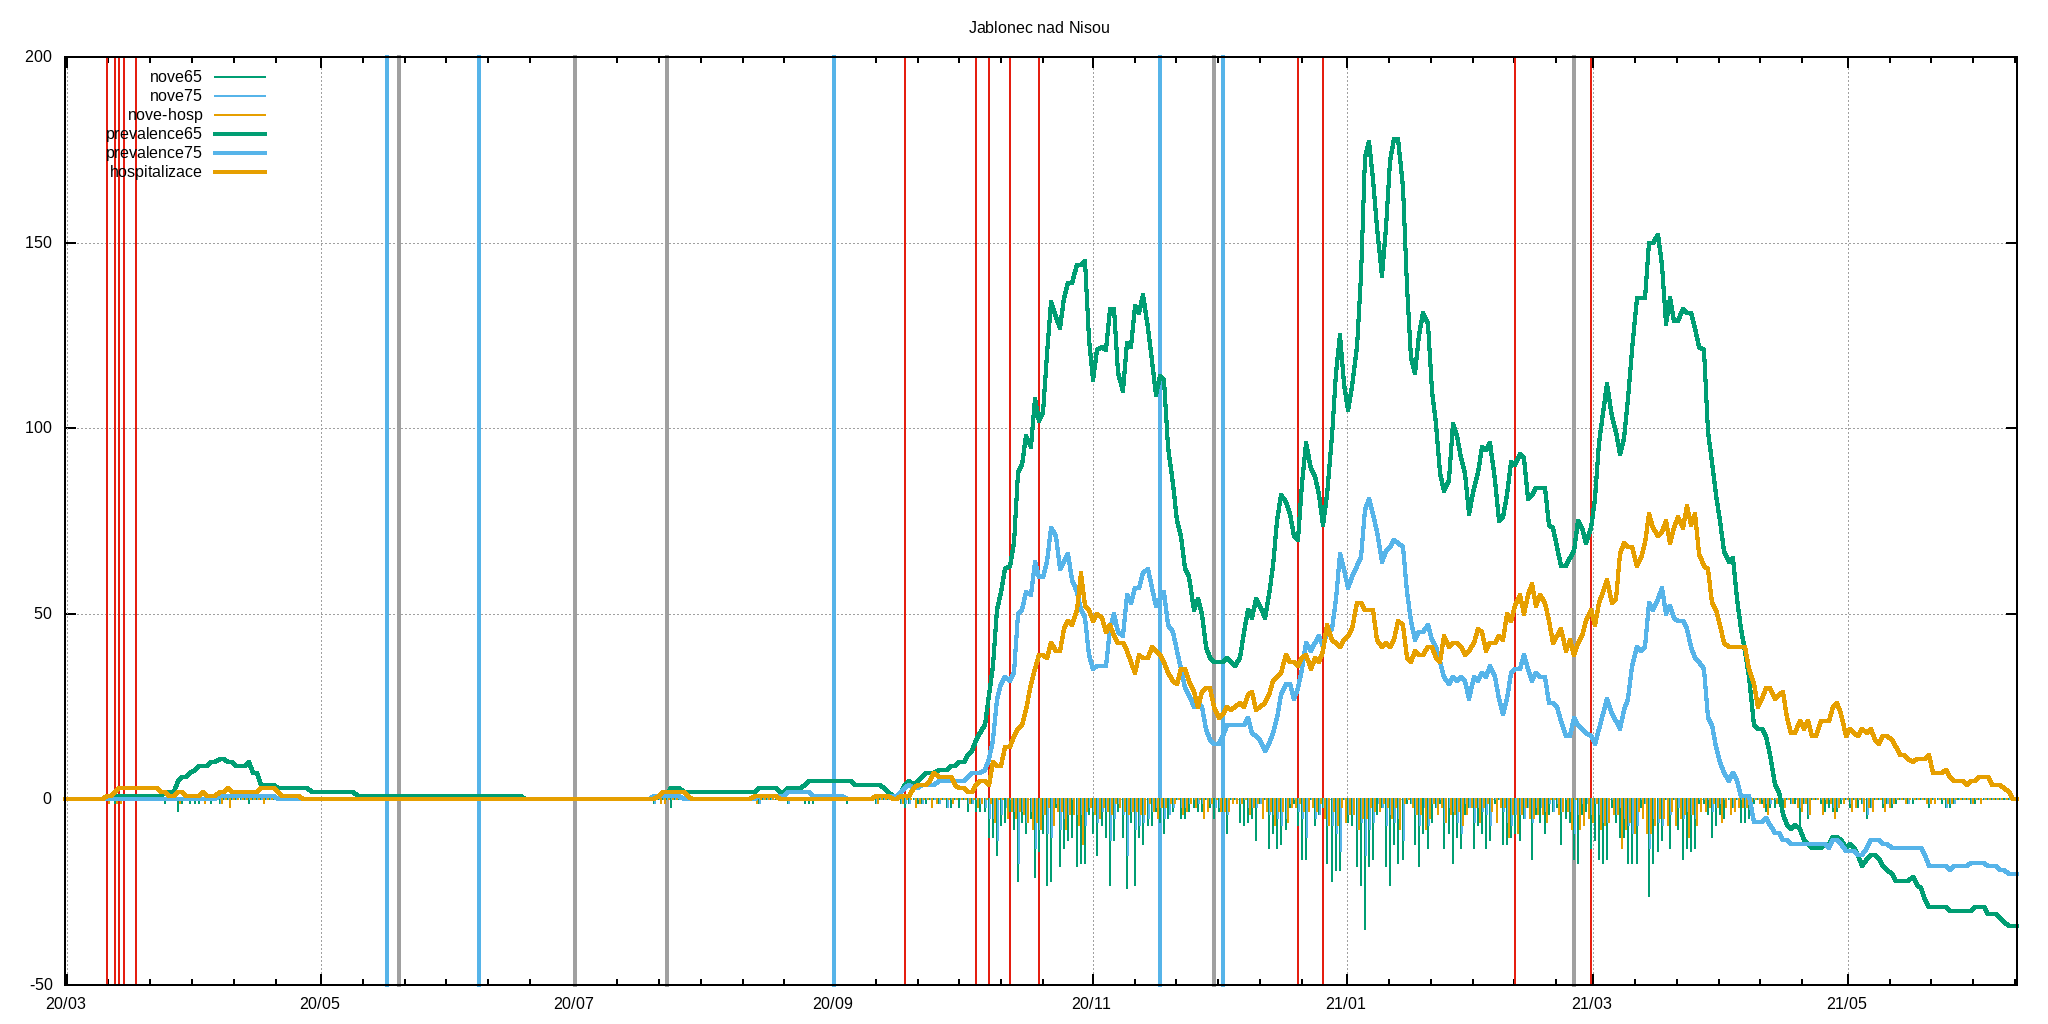 Jablonec nad Nisou
200
150
100
50
0
-50
nove65
nove75
nove-hosp
prevalence65
prevalence75
hospitalizace
20/03 20/05 20/07 20/09 20/11 21/01 21/03 21/05